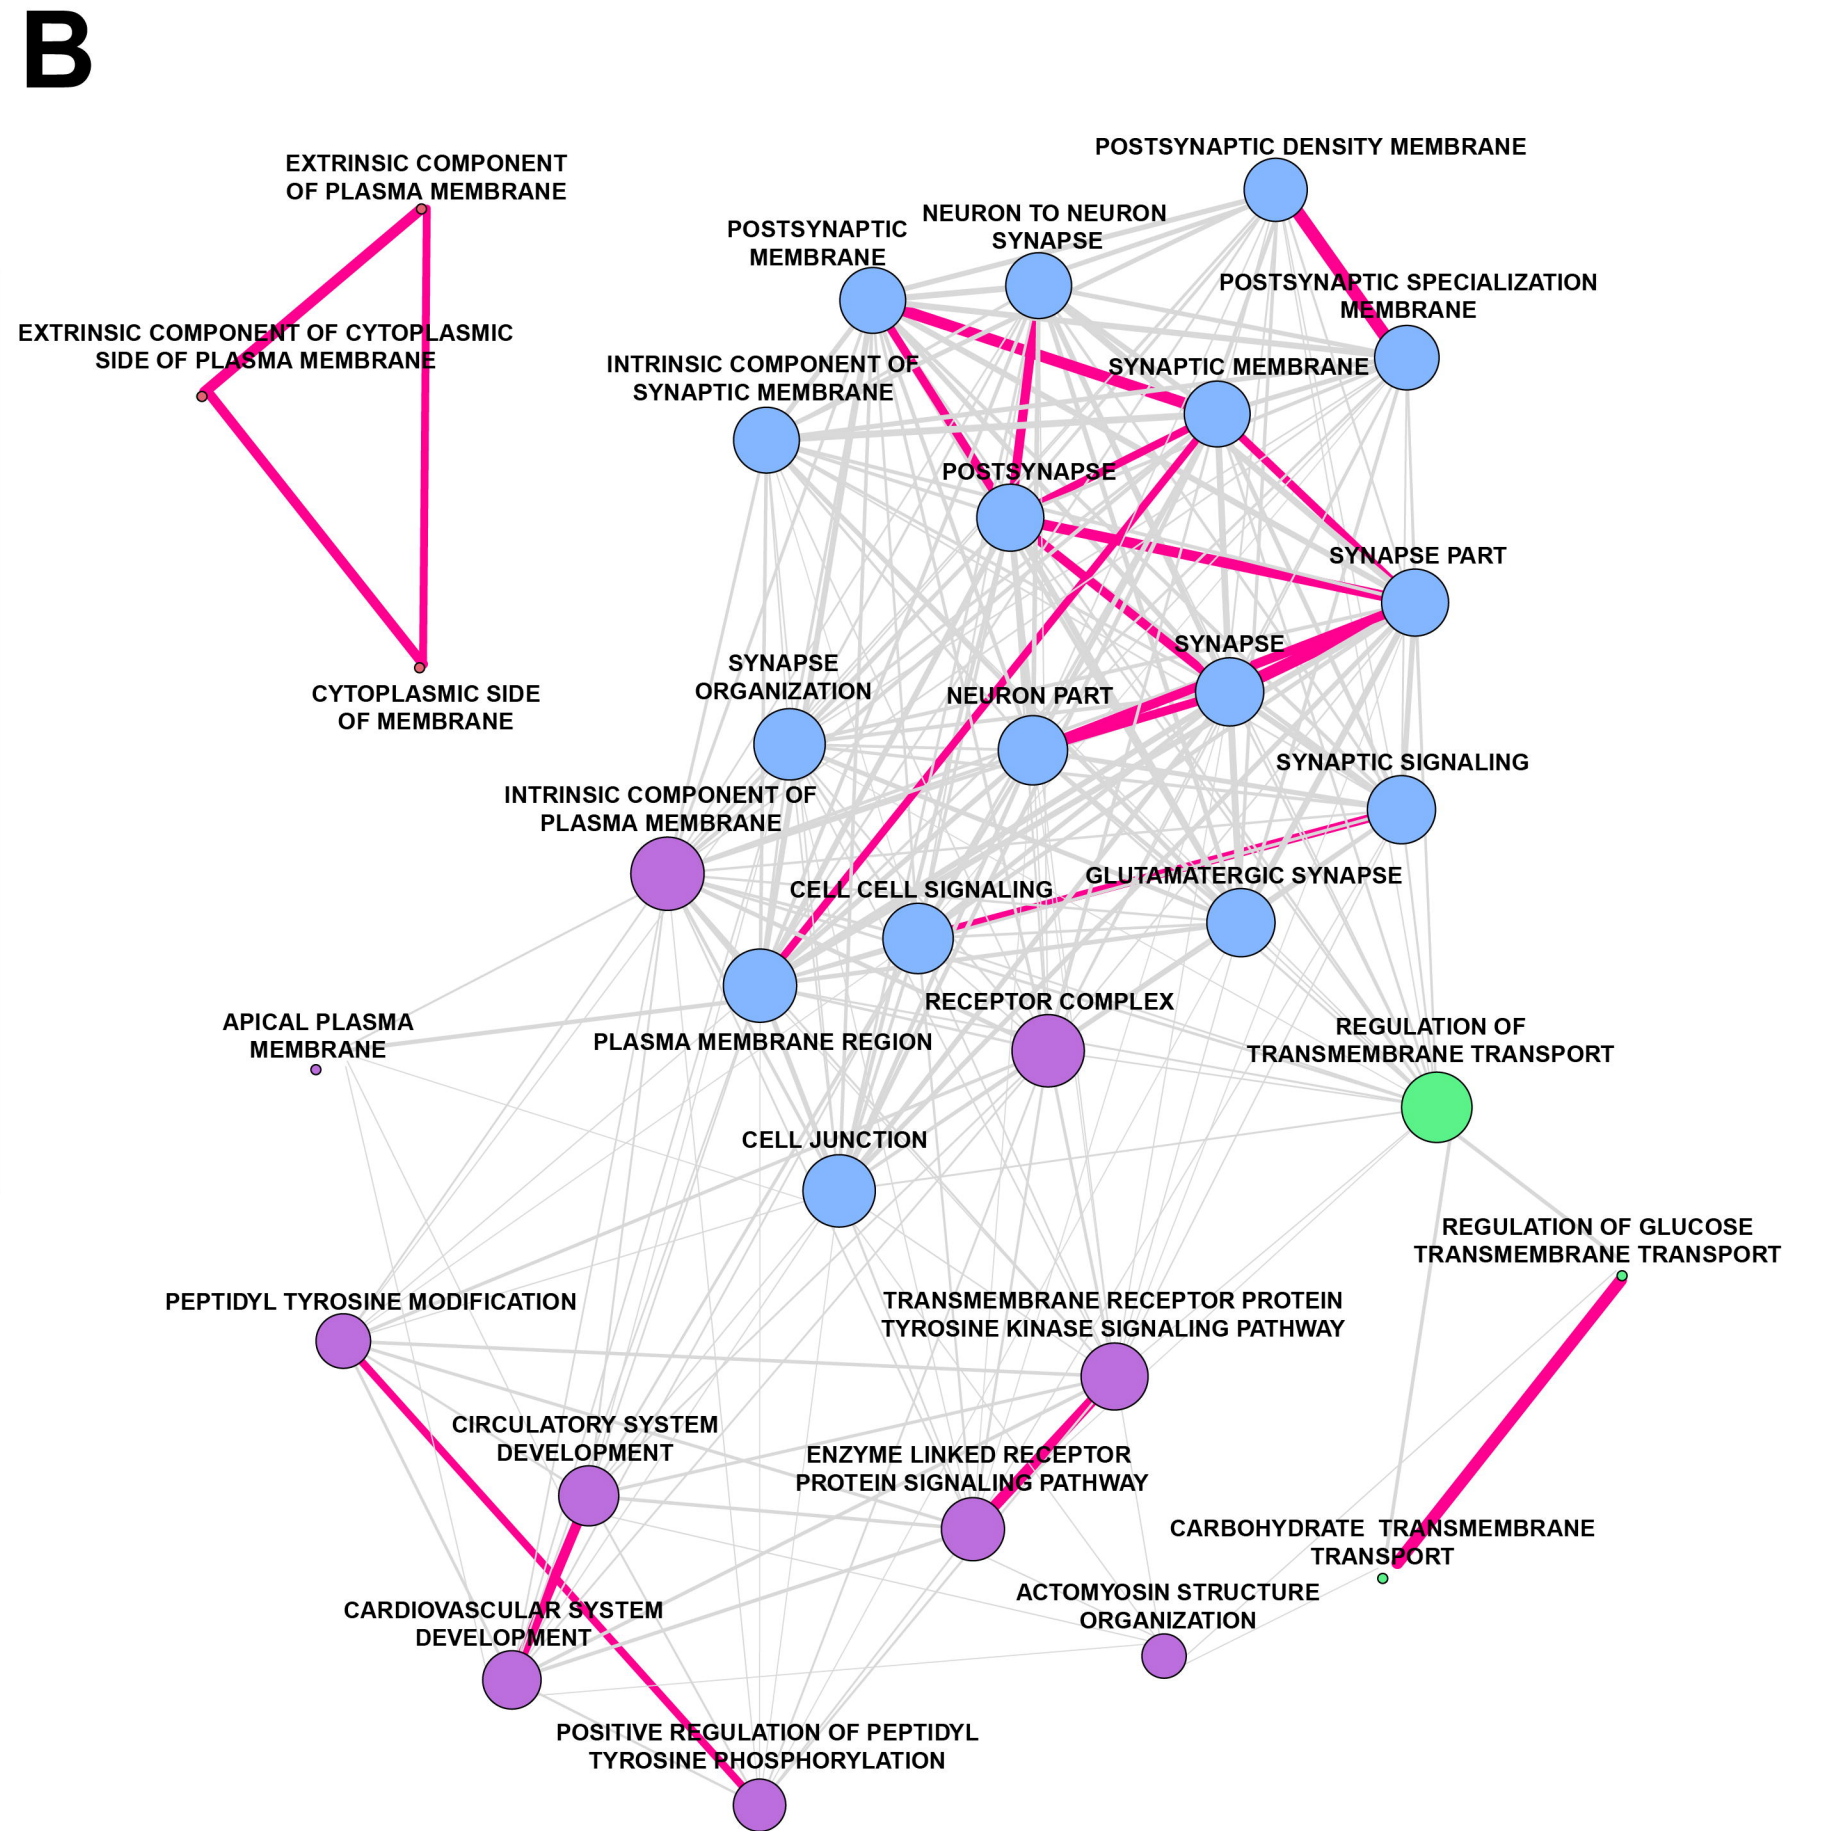 B
EXTRINSIC COMPONENT
OF PLASMA MEMBRANE
EXTRINSIC COMPONENT OF CYTOPLASMIC
SIDE OF PLASMA MEMBRANE
CYTOPLASMIC SIDE
OF MEMBRANE
POSTSYNAPTIC DENSITY MEMBRANE
NEURON TO NEURON
SYNAPSE
POSTSYNAPTIC
MEMBRANE
POSTSYNAPTIC SPECIALIZATION
MEMBRANE
INTRINSIC COMPONENT OF
SYNAPTIC MEMBRANE
SYNAPTIC MEMBRANE
POSTSYNAPSE
SYNAPSE PART
SYNAPSE
SYNAPSE
ORGANIZATION
NEURON PART
SYNAPTIC SIGNALING
INTRINSIC COMPONENT OF
PLASMA MEMBRANE
CELL CELL SIGNALING
GLUTAMATERGIC SYNAPSE
APICAL PLASMA
MEMBRANE
PLASMA MEMBRANE REGION
RECEPTOR COMPLEX
REGULATION OF
TRANSMEMBRANE TRANSPORT
CELL JUNCTION
REGULATION OF GLUCOSE
TRANSMEMBRANE TRANSPORT
PEPTIDYL TYROSINE MODIFICATION
TRANSMEMBRANE RECEPTOR PROTEIN
TYROSINE KINASE SIGNALING PATHWAY
CIRCULATORY SYSTEM
DEVELOPMENT
ENZYME LINKED RECEPTOR
PROTEIN SIGNALING PATHWAY
CARBOHYDRATE  TRANSMEMBRANE
TRANSPORT
CARDIOVASCULAR SYSTEM
DEVELOPMENT
ACTOMYOSIN STRUCTURE
ORGANIZATION
POSITIVE REGULATION OF PEPTIDYL
TYROSINE PHOSPHORYLATION